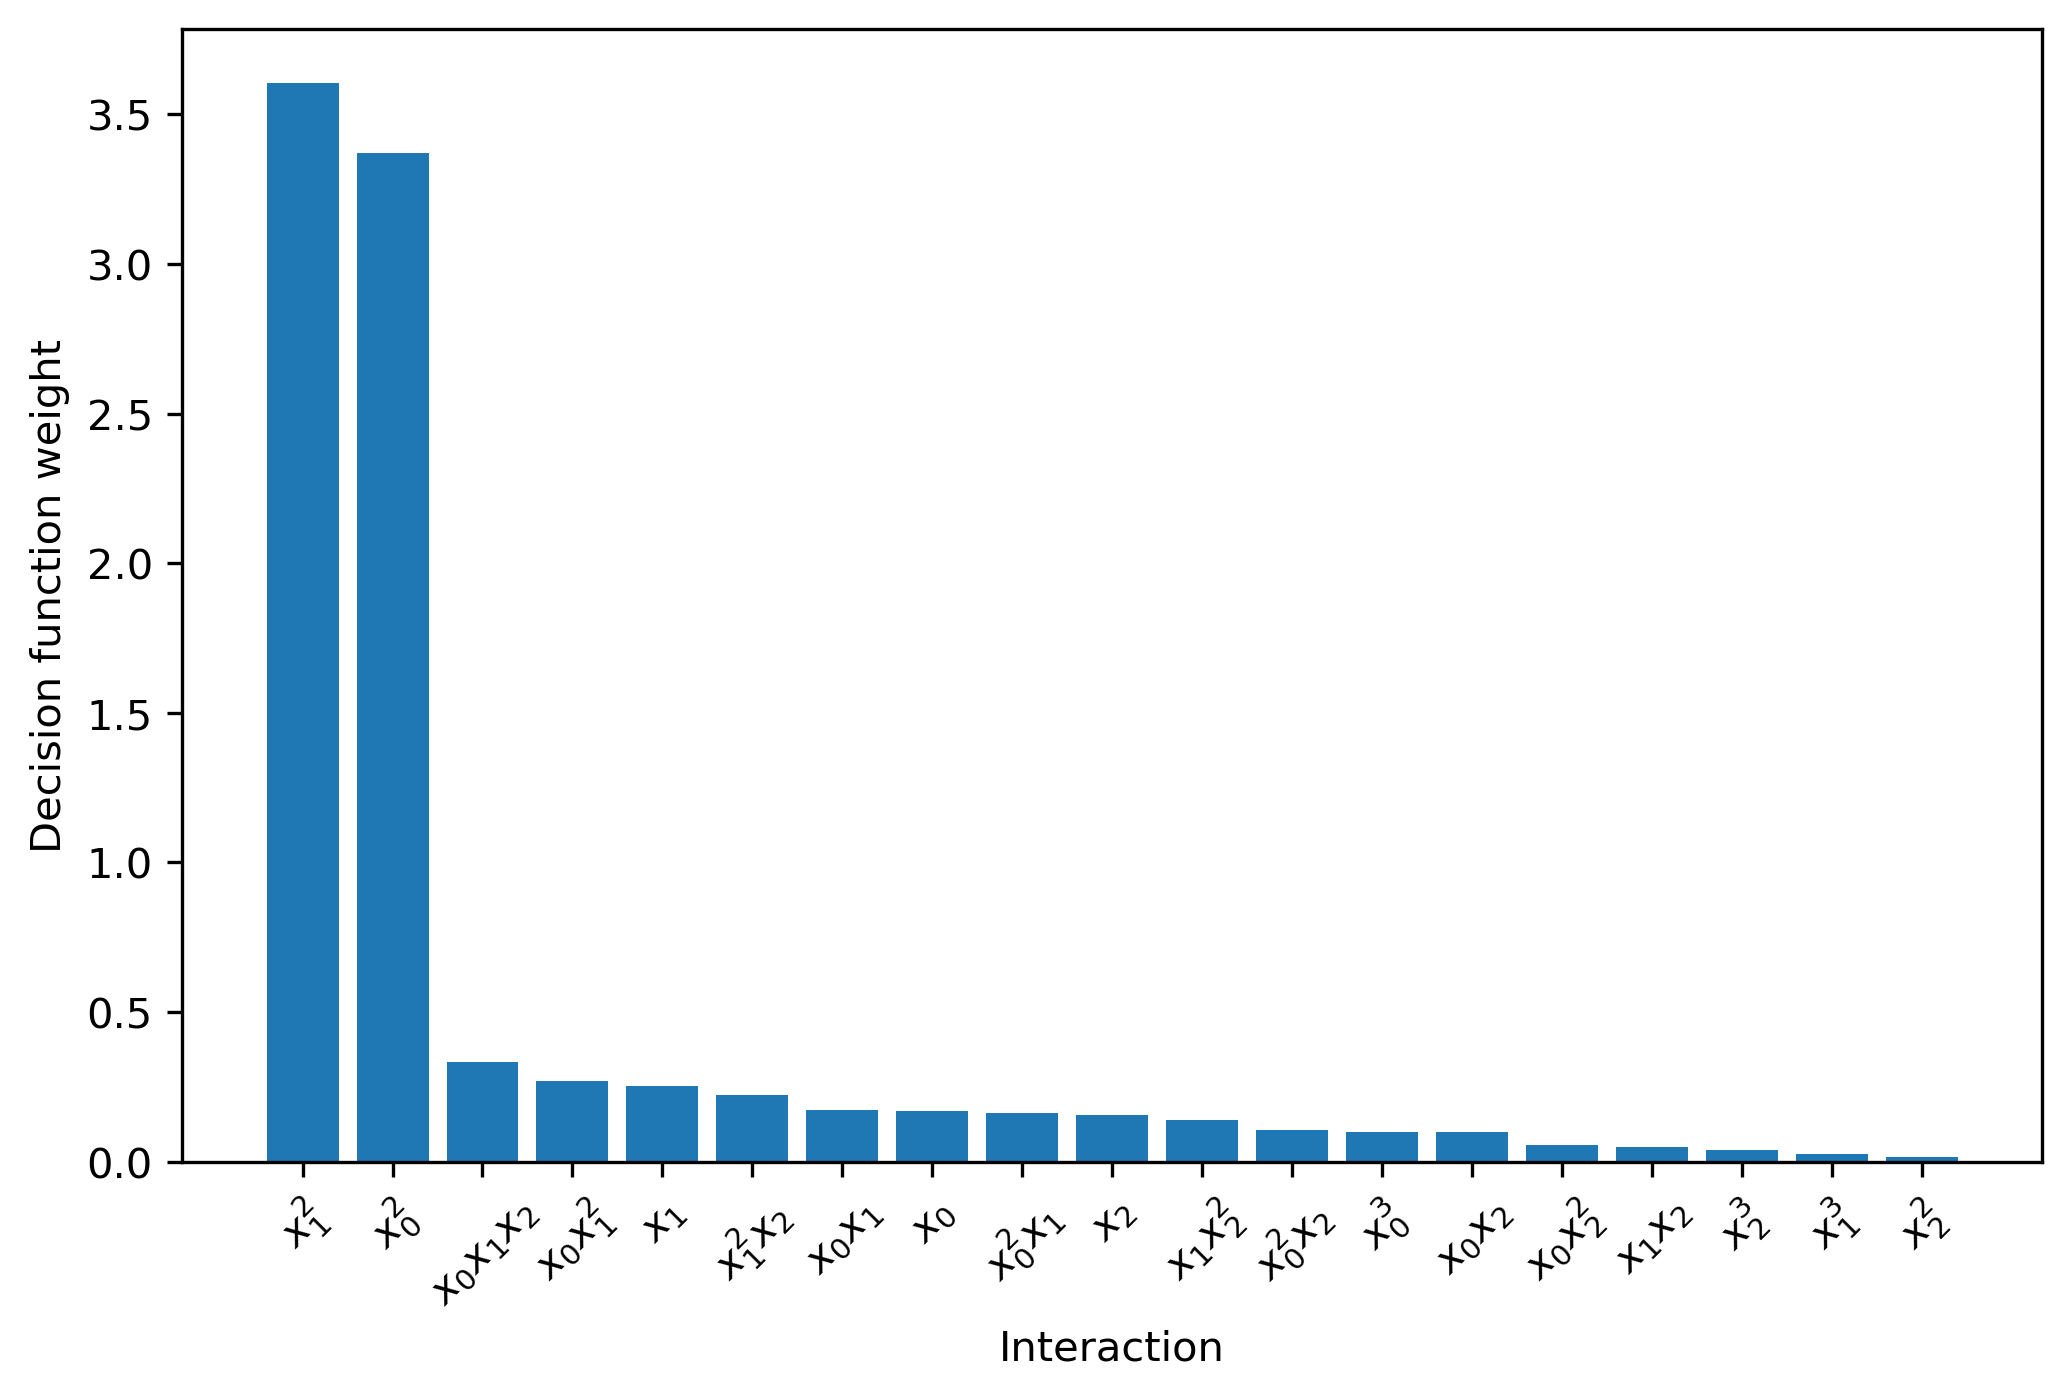 Decision function weight
3.5
3.0
2.5
2.0
1.5
1.0
0.5
0.0
x₁²
x₀²
x₀x₁x₂
x₀x₁²
x₁
x₁²x₂
x₀x₁
x₀
x₀²x₁
x₂
x₁x₂²
x₀²x₂
x₀³
x₀x₂
x₀x₂²
x₁x₂
x₂³
x₁³
x₂²
Interaction